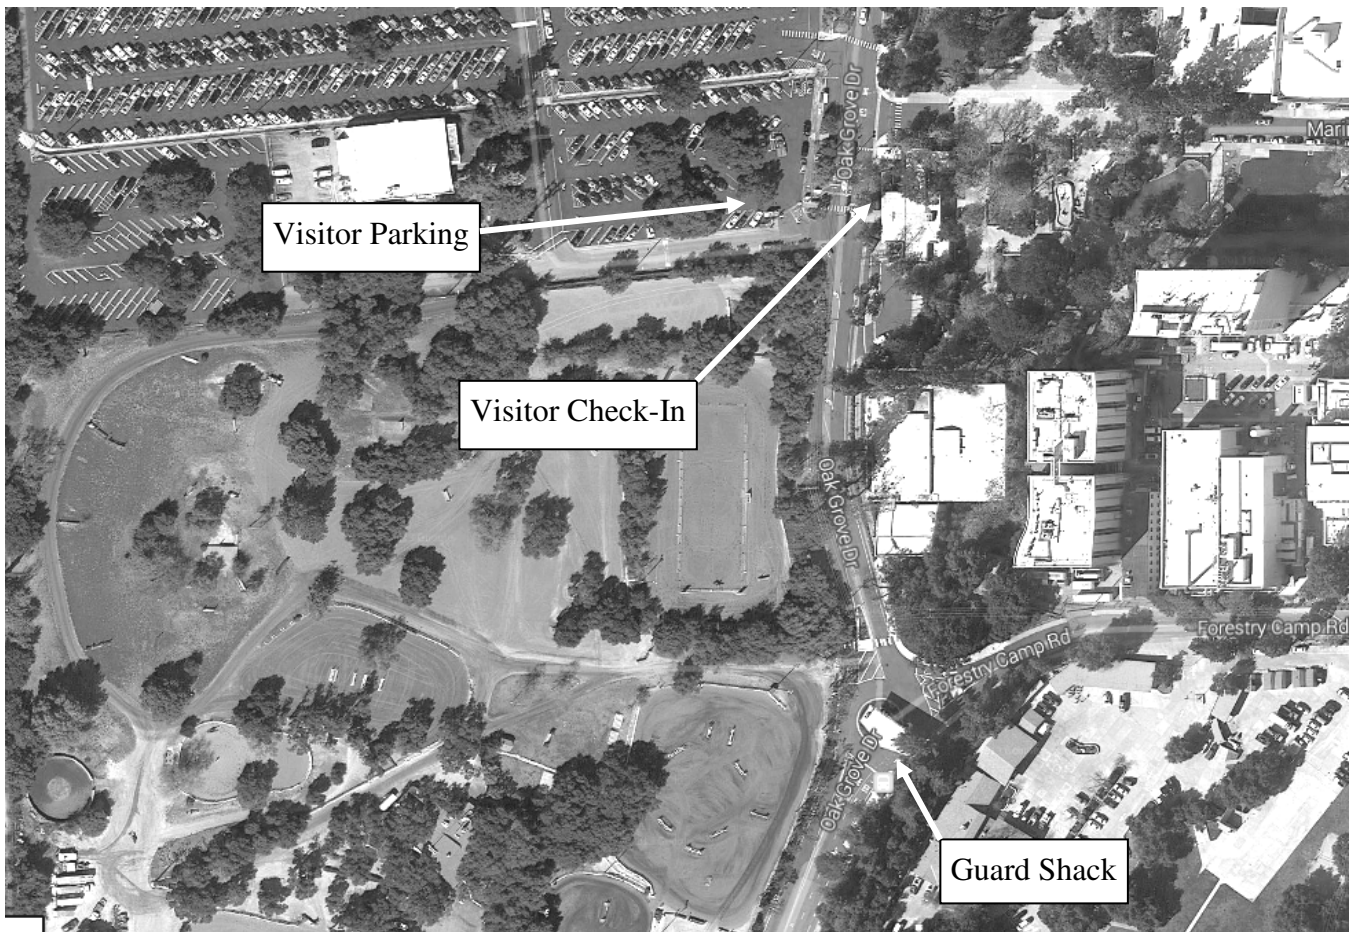 Oak Grove Dr
Marin
Visitor Parking
Visitor Check-In
Oak Grove Dr
Forestry Camp Rd
Forestry Camp Rd
Oak Grove Dr
Guard Shack